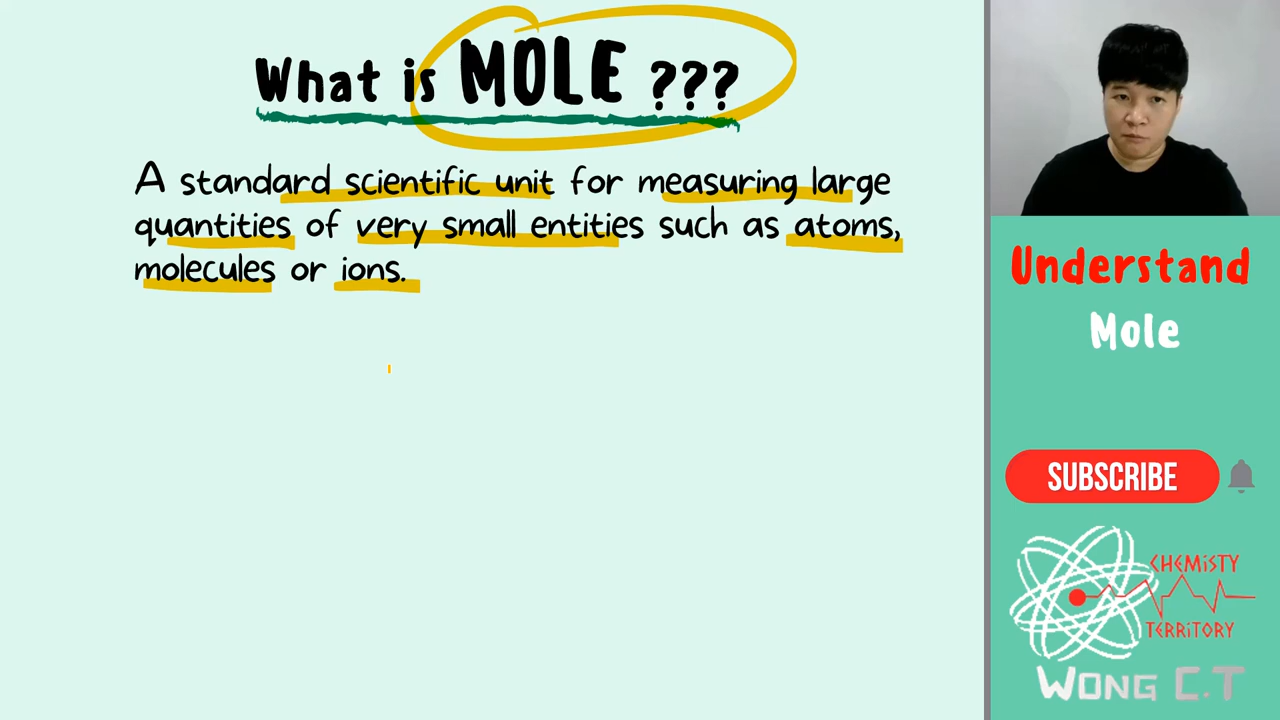 What is MOLE ???
A standard scientific unit for measuring large
quantities of very small entities such as atoms,
molecules or ions.
Understand
Mole
SUBSCRIBE
CHEMISTY
TERRITORY
WONG C.T